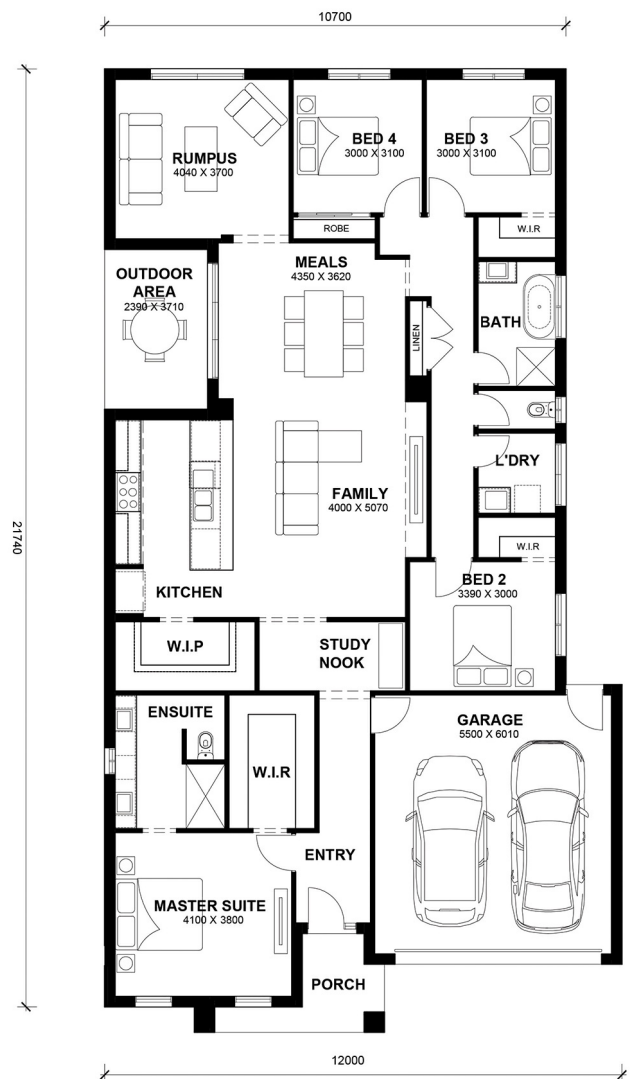 10700
RUMPUS
4040 X 3700
BED 4
3000 X 3100
BED 3
3000 X 3100
ROBE
W.I.R
MEALS
4350 X 3620
OUTDOOR
AREA
2390 X 3710
BATH
LINEN
L'DRY
FAMILY
4000 X 5070
21740
W.I.R
KITCHEN
BED 2
3390 X 3000
W.I.P
STUDY
NOOK
ENSUITE
GARAGE
5500 X 6010
W.I.R
ENTRY
MASTER SUITE
4100 X 3800
PORCH
12000